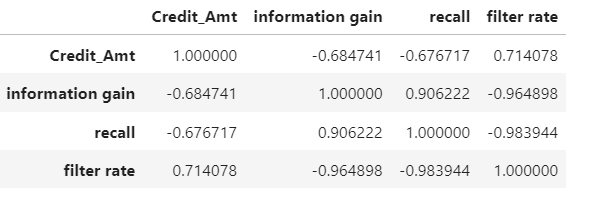 Credit_Amt information gain recall filter rate
Credit_Amt 1.000000 -0.684741 -0.676717 0.714078
information gain -0.684741 1.000000 0.906222 -0.964898
recall -0.676717 0.906222 1.000000 -0.983944
filter rate 0.714078 -0.964898 -0.983944 1.000000